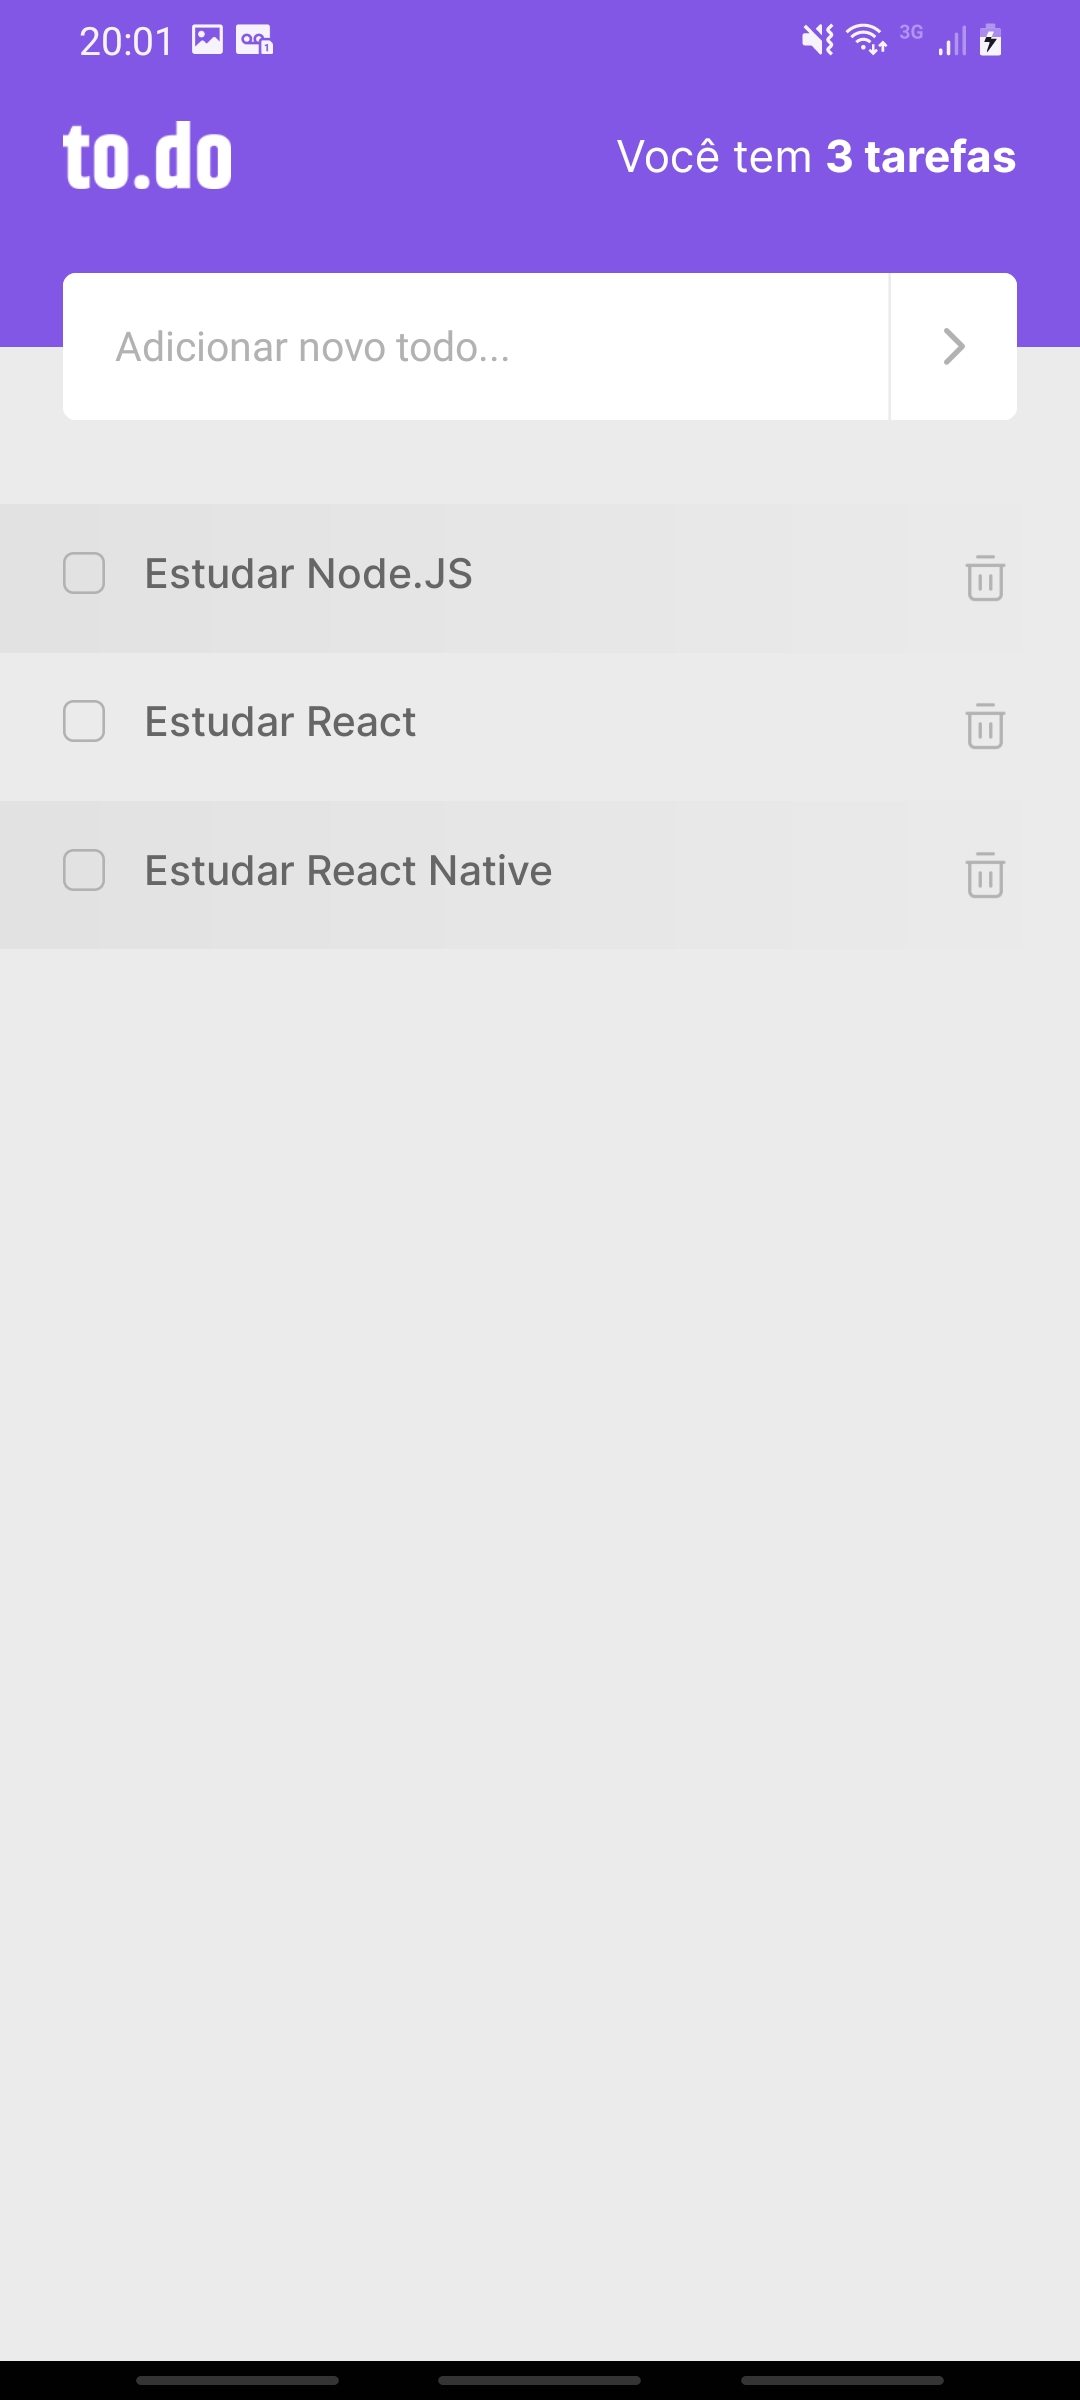 20:01
3G
to.do
Você tem 3 tarefas
Adicionar novo todo...
Estudar Node.JS
Estudar React
Estudar React Native